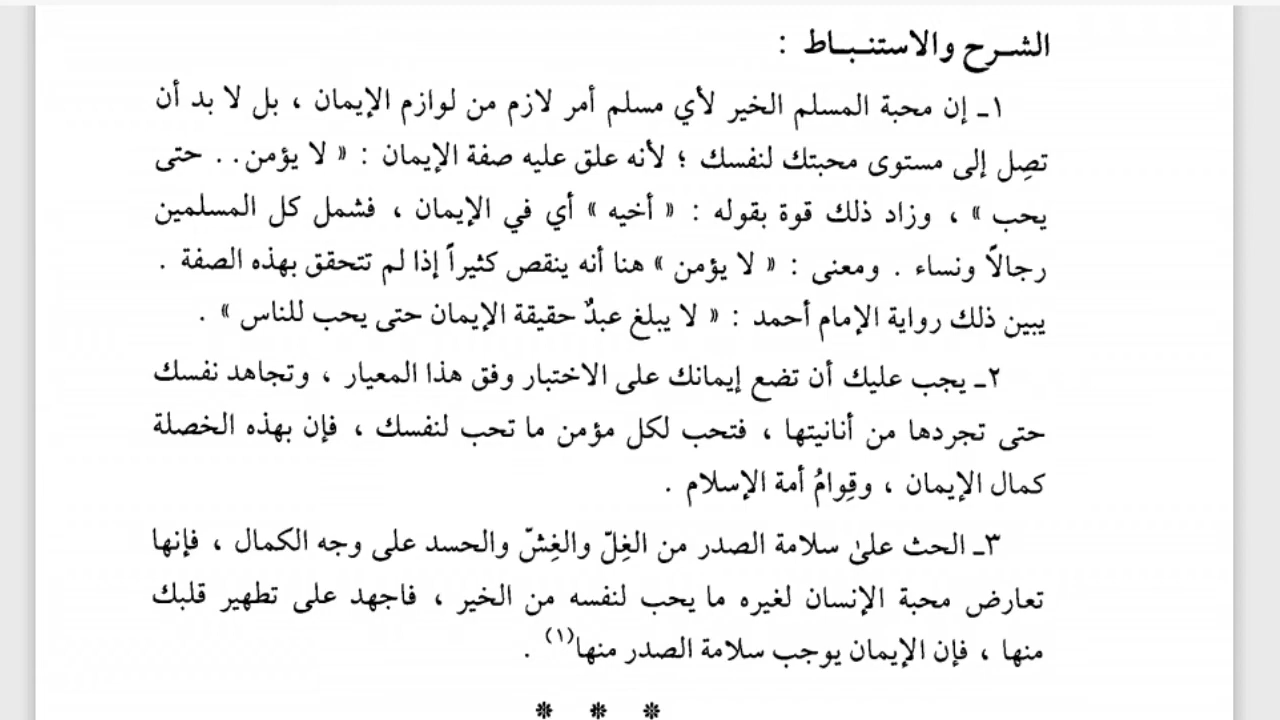 الشرح والاستنباط :
١ـ إن محبة المسلم الخير لأي مسلم أمر لازم من لوازم الإيمان ، بل لا بد أن
تصِل إلى مستوى محبتك لنفسك ؛ لأنه علق عليه صفة الإيمان : « لا يؤمن . . حتى
يحب » ، وزاد ذلك قوة بقوله : « أخيه » أي في الإيمان ، فشمل كل المسلمين
رجالاً ونساء . ومعنى : « لا يؤمن » هنا أنه ينقص كثيراً إذا لم تتحقق بهذه الصفة .
يبين ذلك رواية الإمام أحمد : « لا يبلغ عبدٌ حقيقة الإيمان حتى يحب للناس » .
٢ـ يجب عليك أن تضع إيمانك على الاختبار وفق هذا المعيار ، وتجاهد نفسك
حتى تجردها من أنانيتها ، فتحب لكل مؤمن ما تحب لنفسك ، فإن بهذه الخصلة
كمال الإيمان ، وقِوامُ أمة الإسلام .
٣ـ الحث علىٰ سلامة الصدر من الغِلّ والغِشّ والحسد على وجه الكمال ، فإنها
تعارض محبة الإنسان لغيره ما يحب لنفسه من الخير ، فاجهد على تطهير قلبك
منها ، فإن الإيمان يوجب سلامة الصدر منها(١) .
* * *